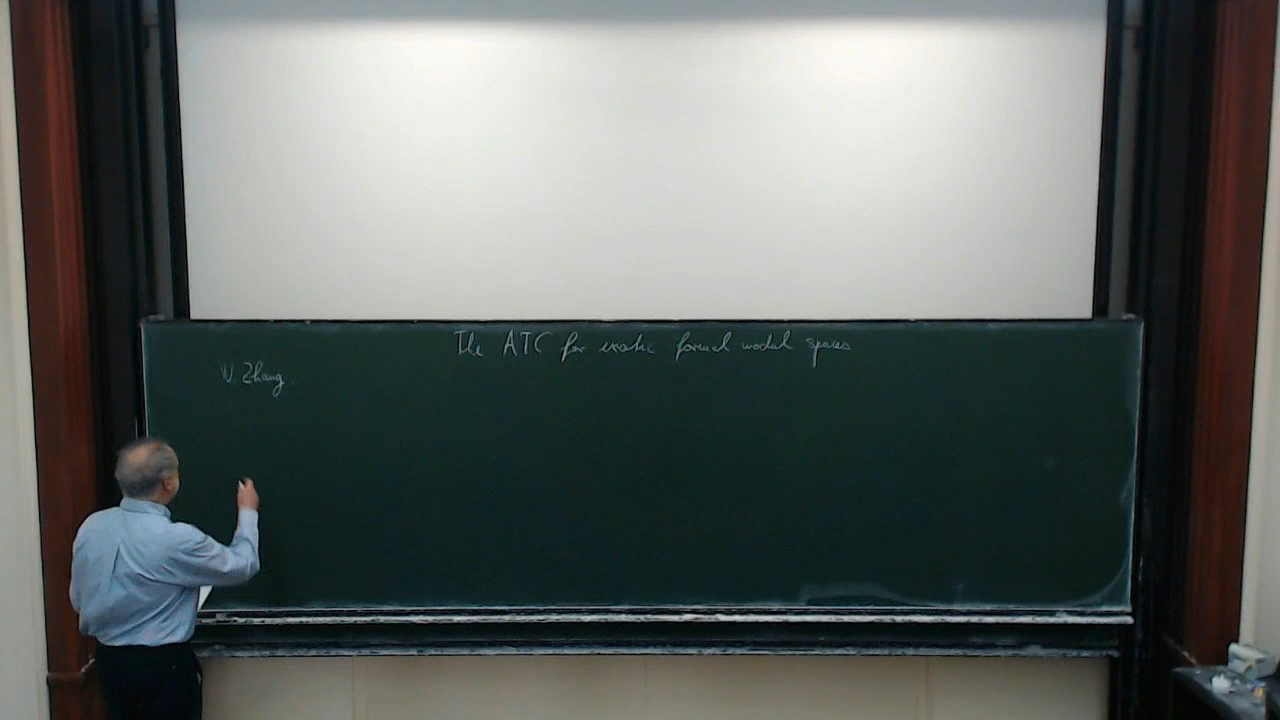 The ATC for exotic formal moduli spaces
W. Zhang.